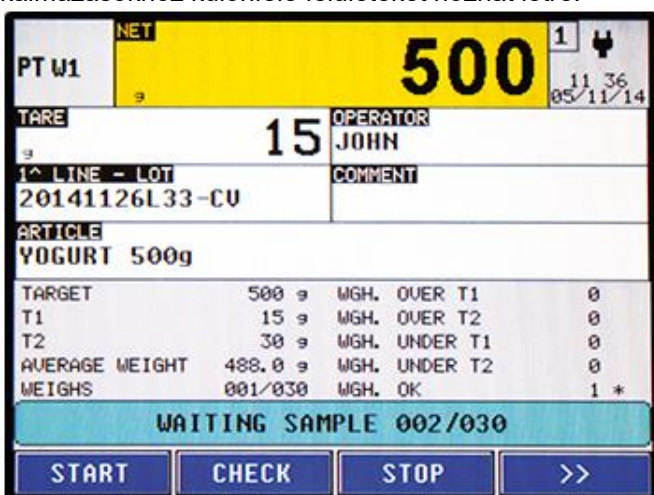 NET
PT W1
500
1
g
11 36
05/11/14
TARE
g
15
OPERATOR
JOHN
1^ LINE - LOT
20141126L33-CV
COMMENT
ARTICLE
YOGURT 500g
TARGET 500 g WGH. OVER T1 0
T1 15 g WGH. OVER T2 0
T2 30 g WGH. UNDER T1 0
AVERAGE WEIGHT 488.0 g WGH. UNDER T2 0
WEIGHS 001/030 WGH. OK 1 *
WAITING SAMPLE 002/030
START CHECK STOP >>